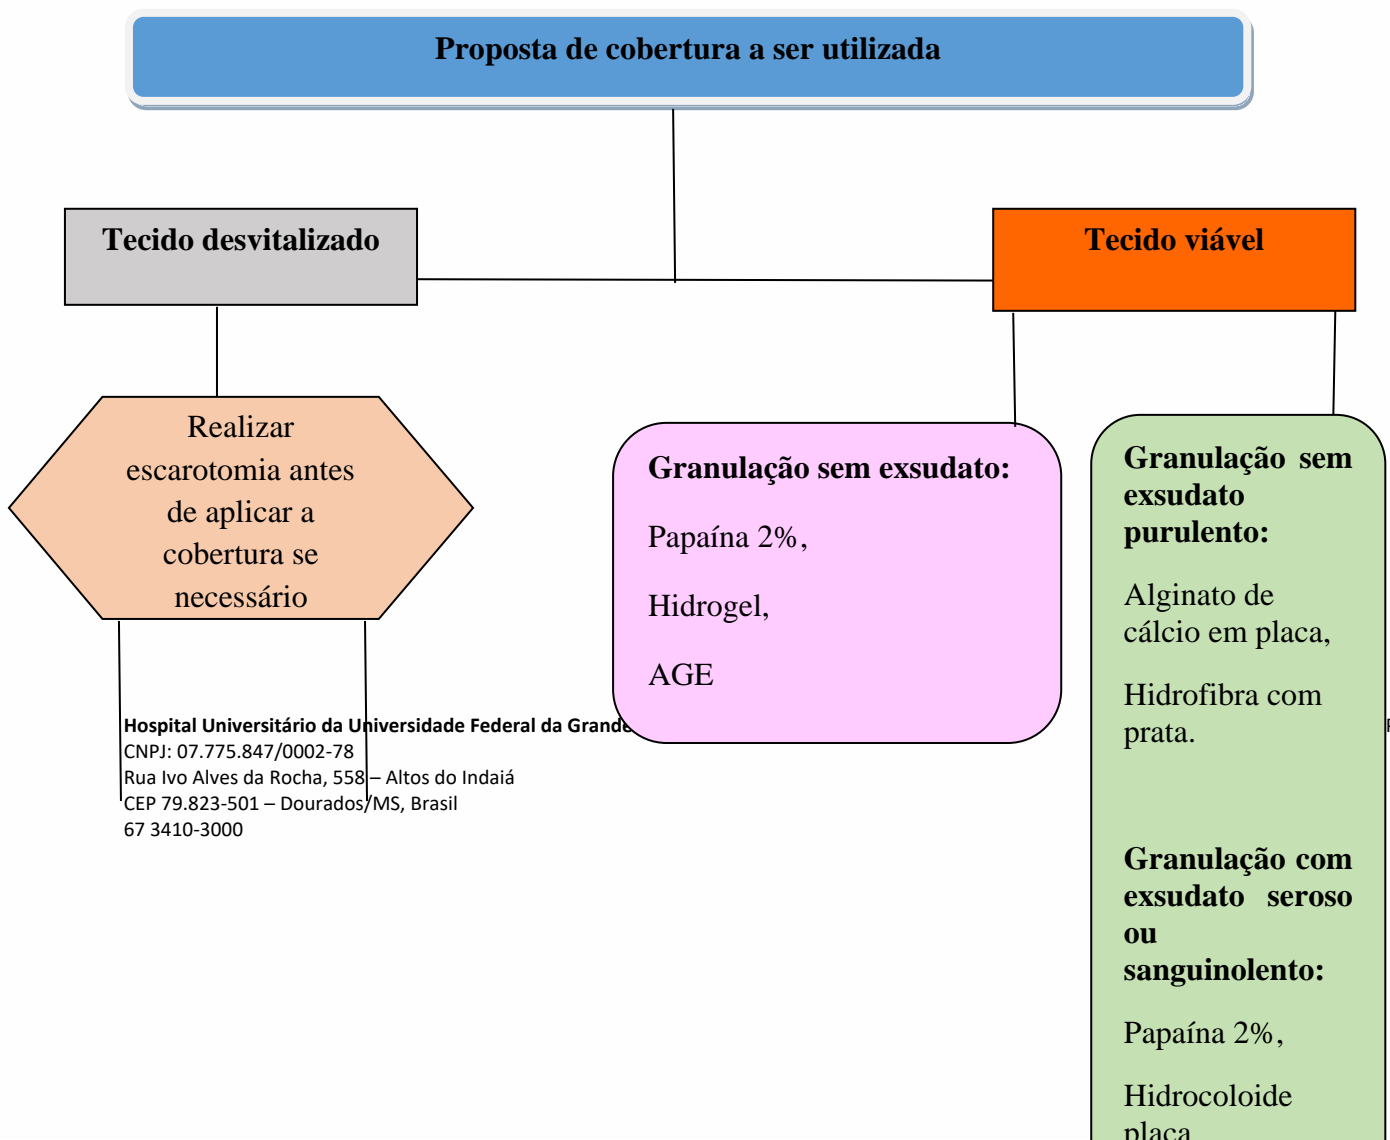 Proposta de cobertura a ser utilizada
Tecido desvitalizado
Tecido viável
Realizar
escarotomia antes
de aplicar a
cobertura se
necessário
Granulação sem exsudato:
Papaína 2%,
Hidrogel,
AGE
Granulação sem
exsudato
purulento:
Alginato de
cálcio em placa,
Hidrofibra com
prata.
Granulação com
exsudato seroso
ou
sanguinolento:
Papaína 2%,
Hidrocoloide
placa
Hospital Universitário da Universidade Federal da Grande
CNPJ: 07.775.847/0002-78
Rua Ivo Alves da Rocha, 558 – Altos do Indaiá
CEP 79.823-501 – Dourados/MS, Brasil
67 3410-3000